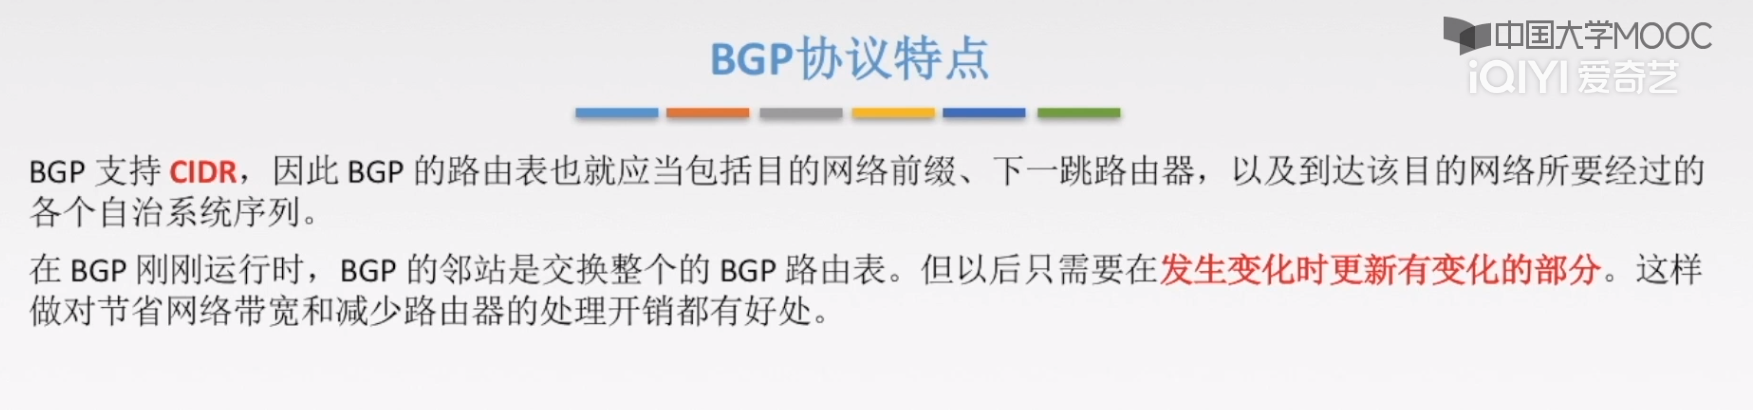 中国大学MOOC
iQIYI 爱奇艺
BGP协议特点
BGP 支持 CIDR，因此 BGP 的路由表也就应当包括目的网络前缀、下一跳路由器，以及到达该目的网络所要经过的
各个自治系统序列。
在 BGP 刚刚运行时，BGP 的邻站是交换整个的 BGP 路由表。但以后只需要在发生变化时更新有变化的部分。这样
做对节省网络带宽和减少路由器的处理开销都有好处。